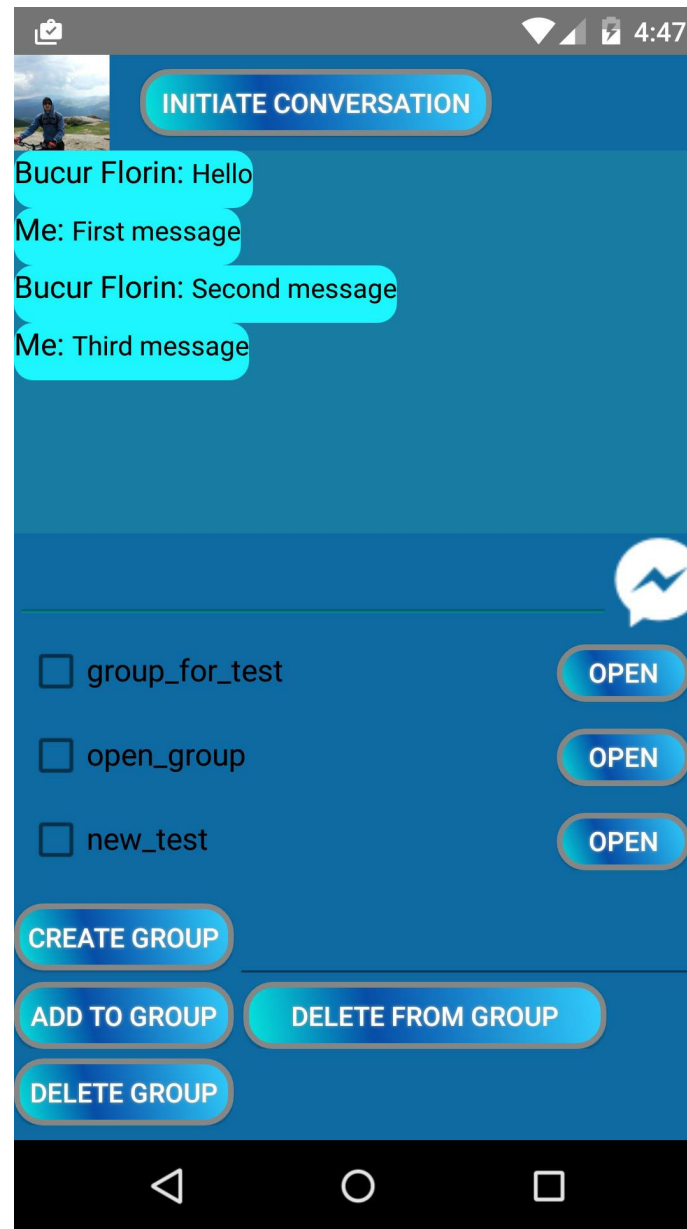 4:47
INITIATE CONVERSATION
Bucur Florin: Hello
Me: First message
Bucur Florin: Second message
Me: Third message
group_for_test OPEN
open_group OPEN
new_test OPEN
CREATE GROUP
ADD TO GROUP DELETE FROM GROUP
DELETE GROUP